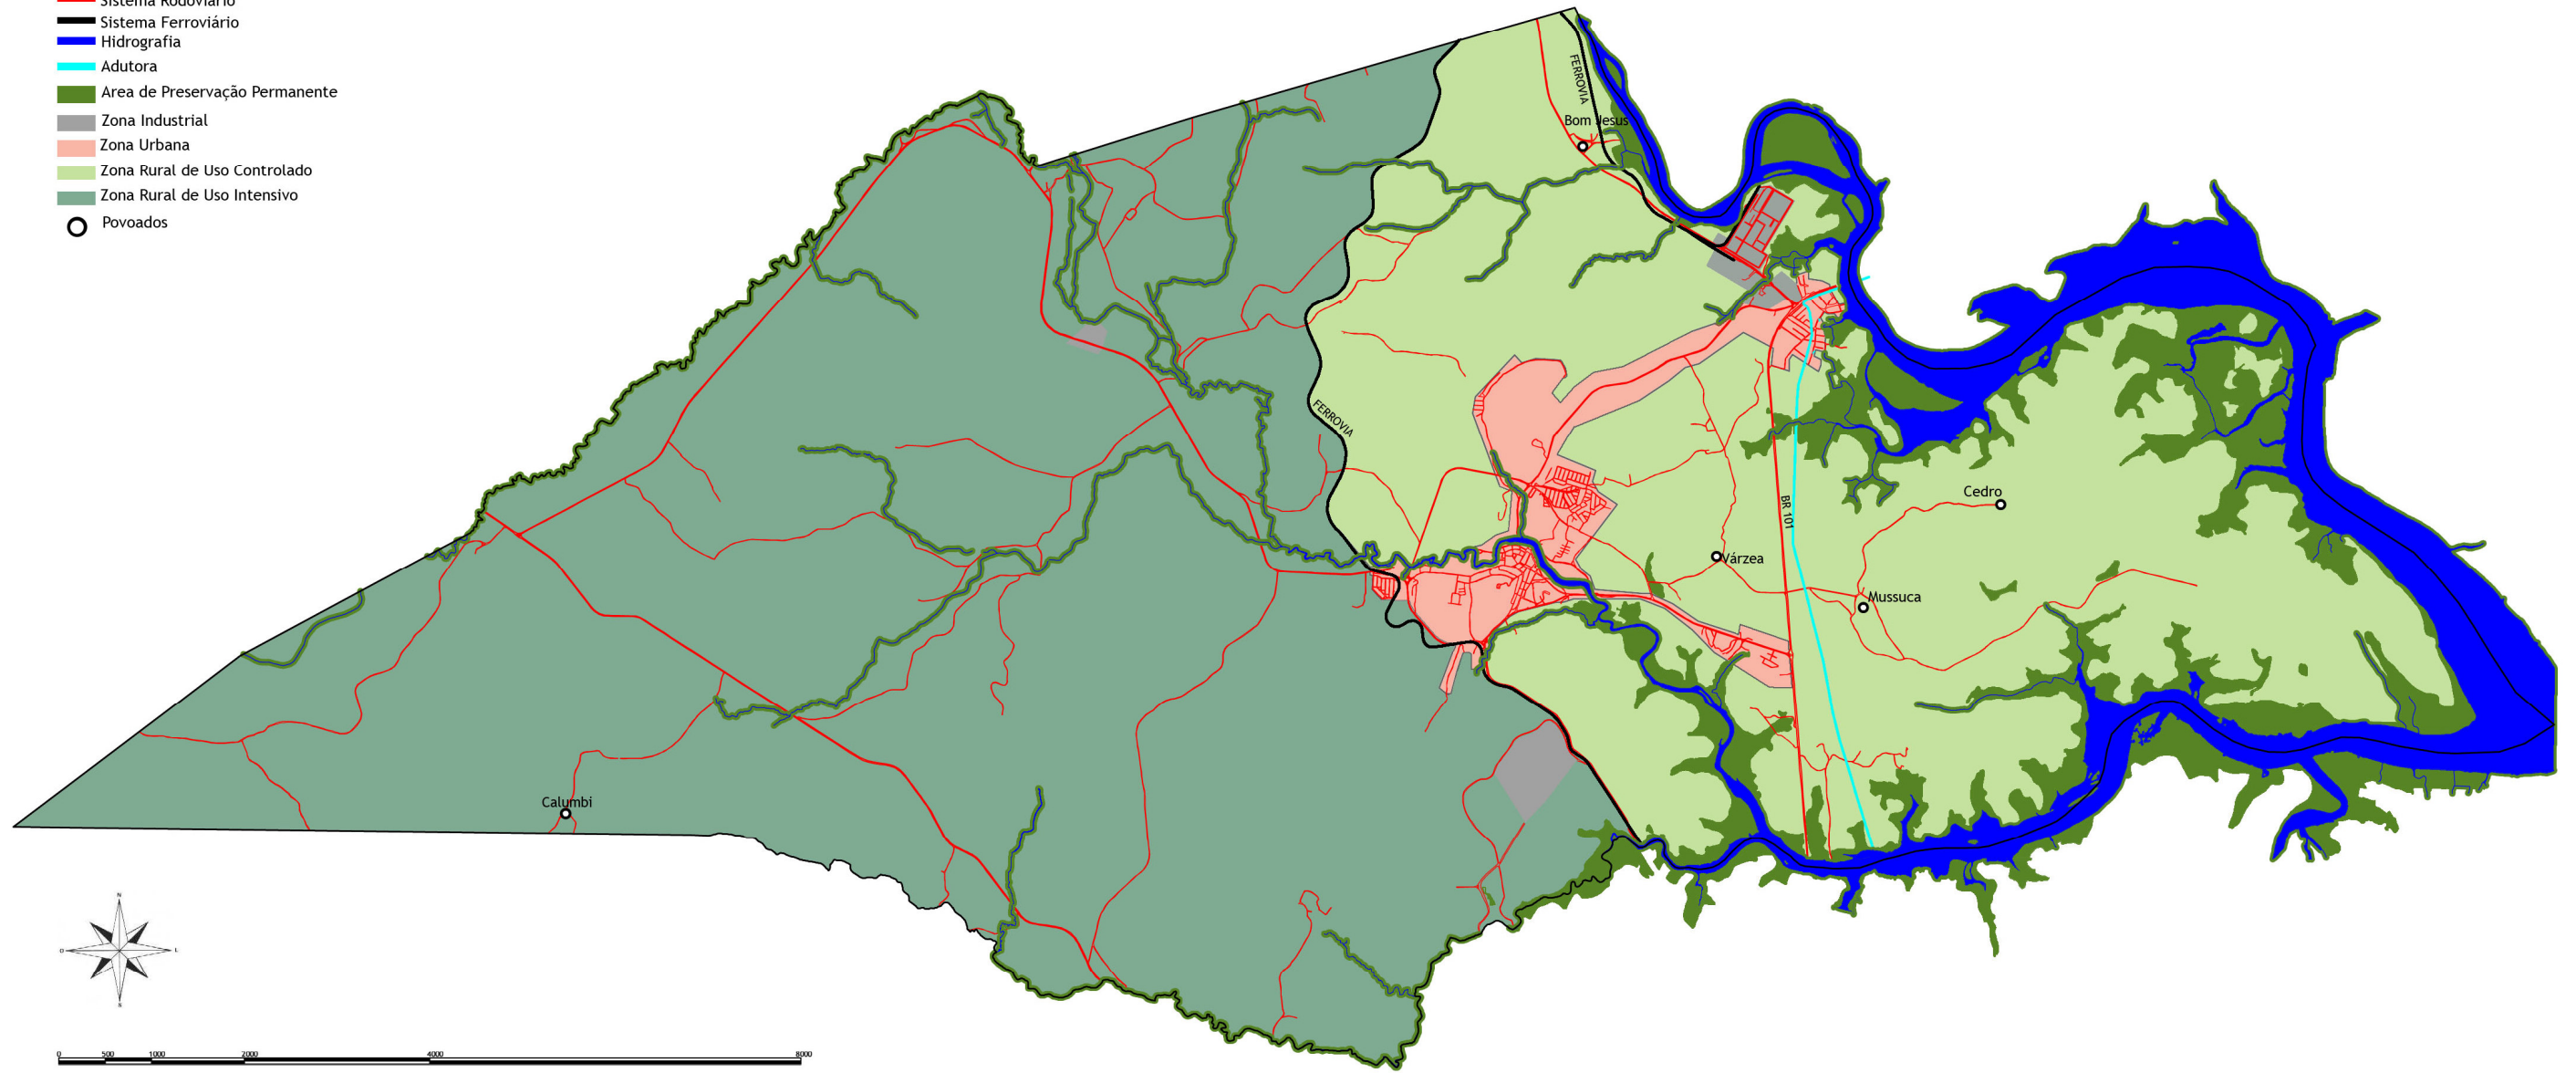 Sistema Rodoviário
Sistema Ferroviário
Hidrografia
Adutora
Area de Preservação Permanente
Zona Industrial
Zona Urbana
Zona Rural de Uso Controlado
Zona Rural de Uso Intensivo
Povoados
FERROVIA
Bom Jesus
FERROVIA
BR 101
Cedro
Várzea
Mussuca
Calumbi
N
O
L
S
0 500 1000 2000 4000 8000